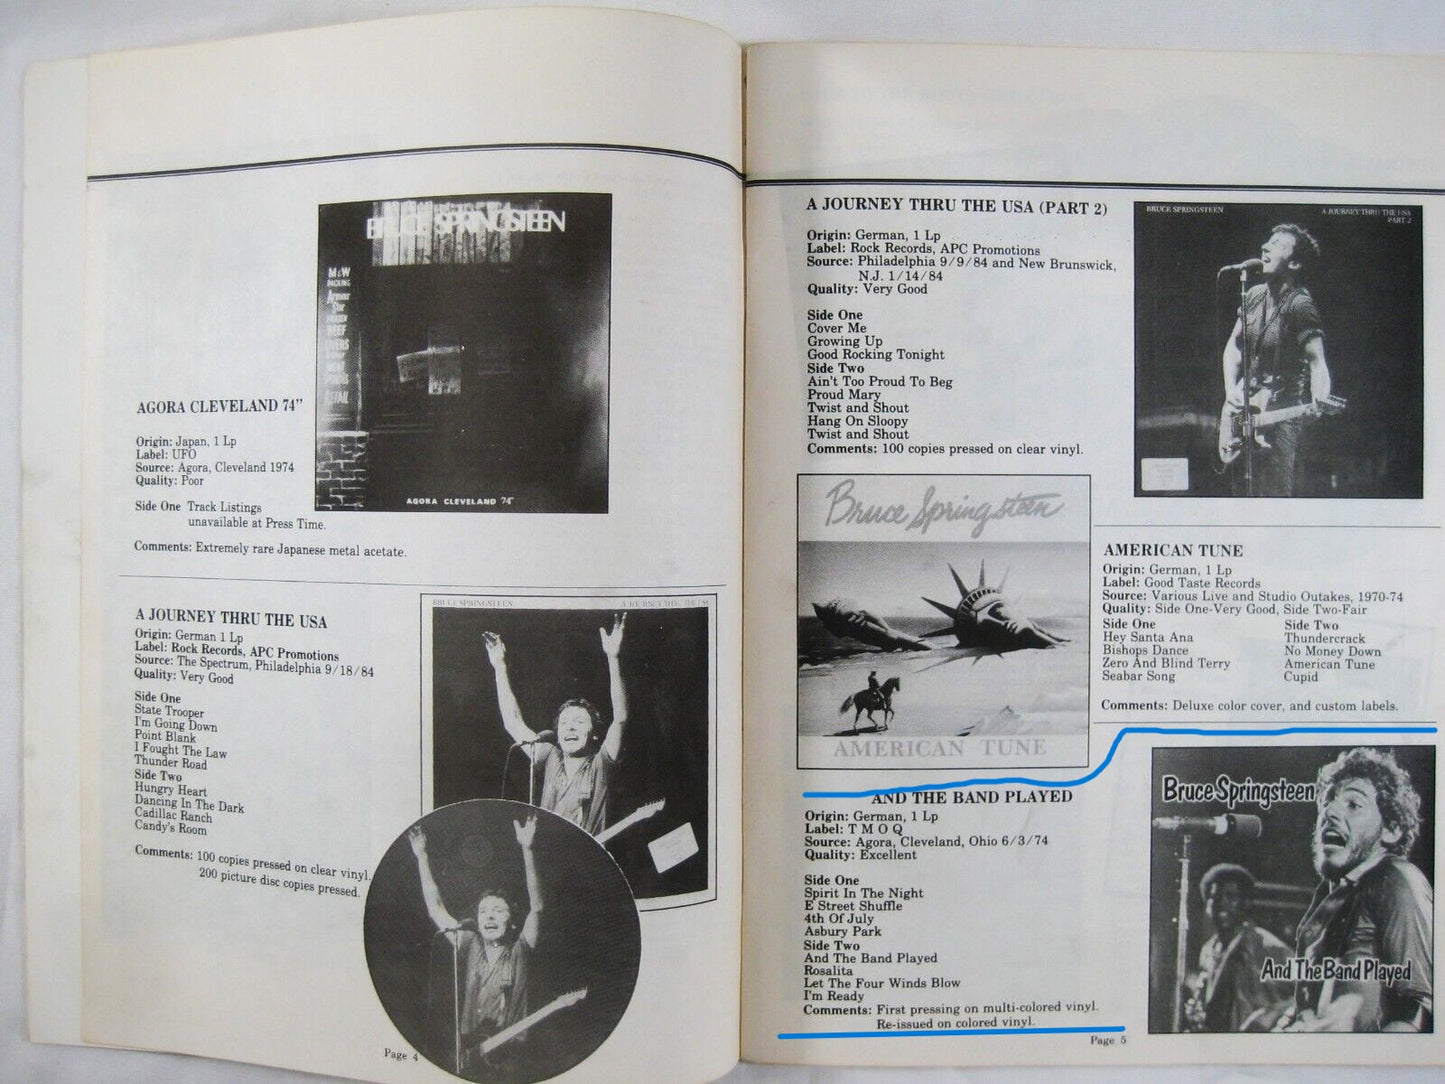 BRUCE SPRINGSTEEN
M&W
PACKING
Armour
Star
BEEF
LIVERS
RETAIL
AGORA CLEVELAND 74"
AGORA CLEVELAND 74"
Origin: Japan, 1 Lp
Label: UFO
Source: Agora, Cleveland 1974
Quality: Poor
Side One Track Listings
unavailable at Press Time.
Comments: Extremely rare Japanese metal acetate.
A JOURNEY THRU THE USA
Origin: German 1 Lp
Label: Rock Records, APC Promotions
Source: The Spectrum, Philadelphia 9/18/84
Quality: Very Good
Side One
State Trooper
I'm Going Down
Point Blank
I Fought The Law
Thunder Road
Side Two
Hungry Heart
Dancing In The Dark
Cadillac Ranch
Candy's Room
Comments: 100 copies pressed on clear vinyl.
200 picture disc copies pressed.
BRUCE SPRINGSTEEN
A JOURNEY THRU THE USA
Page 4
A JOURNEY THRU THE USA (PART 2)
Origin: German, 1 Lp
Label: Rock Records, APC Promotions
Source: Philadelphia 9/9/84 and New Brunswick,
N.J. 1/14/84
Quality: Very Good
Side One
Cover Me
Growing Up
Good Rocking Tonight
Side Two
Ain't Too Proud To Beg
Proud Mary
Twist and Shout
Hang On Sloopy
Twist and Shout
Comments: 100 copies pressed on clear vinyl.
BRUCE SPRINGSTEEN
A JOURNEY THRU THE USA
PART 2
Bruce Springsteen
AMERICAN TUNE
AMERICAN TUNE
Origin: German, 1 Lp
Label: Good Taste Records
Source: Various Live and Studio Outakes, 1970-74
Quality: Side One-Very Good, Side Two-Fair
Side One
Hey Santa Ana
Bishops Dance
Zero And Blind Terry
Seabar Song
Side Two
Thundercrack
No Money Down
American Tune
Cupid
Comments: Deluxe color cover, and custom labels.
AND THE BAND PLAYED
Origin: German, 1 Lp
Label: T M O Q
Source: Agora, Cleveland, Ohio 6/3/74
Quality: Excellent
Side One
Spirit In The Night
E Street Shuffle
4th Of July
Asbury Park
Side Two
And The Band Played
Rosalita
Let The Four Winds Blow
I'm Ready
Comments: First pressing on multi-colored vinyl.
Re-issued on colored vinyl.
Bruce Springsteen
And The Band Played
Page 5